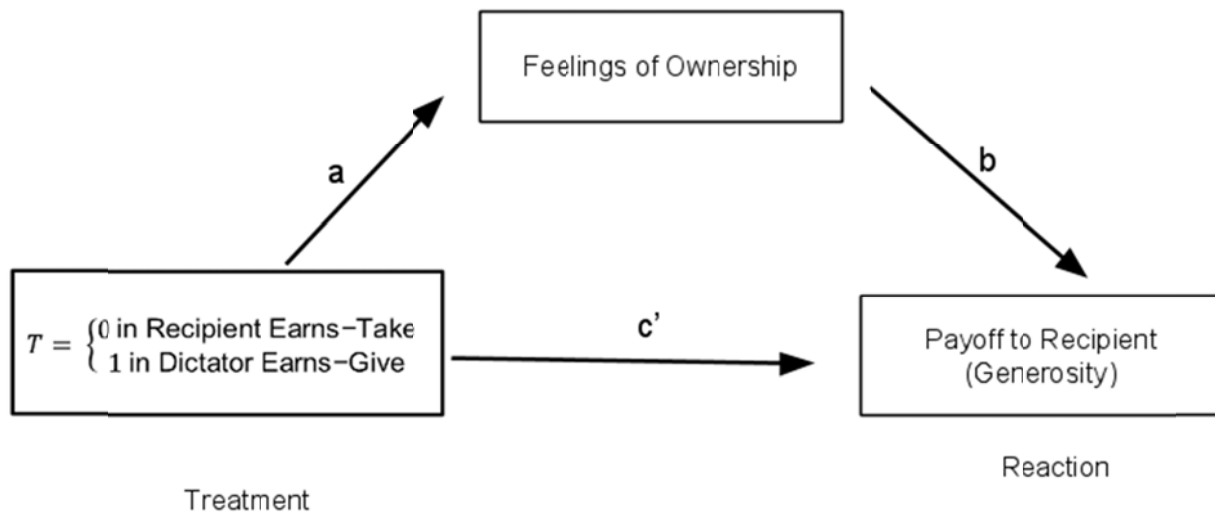 Feelings of Ownership
a
b
T = { 0 in Recipient Earns−Take
1 in Dictator Earns−Give
c'
Payoff to Recipient
(Generosity)
Reaction
Treatment